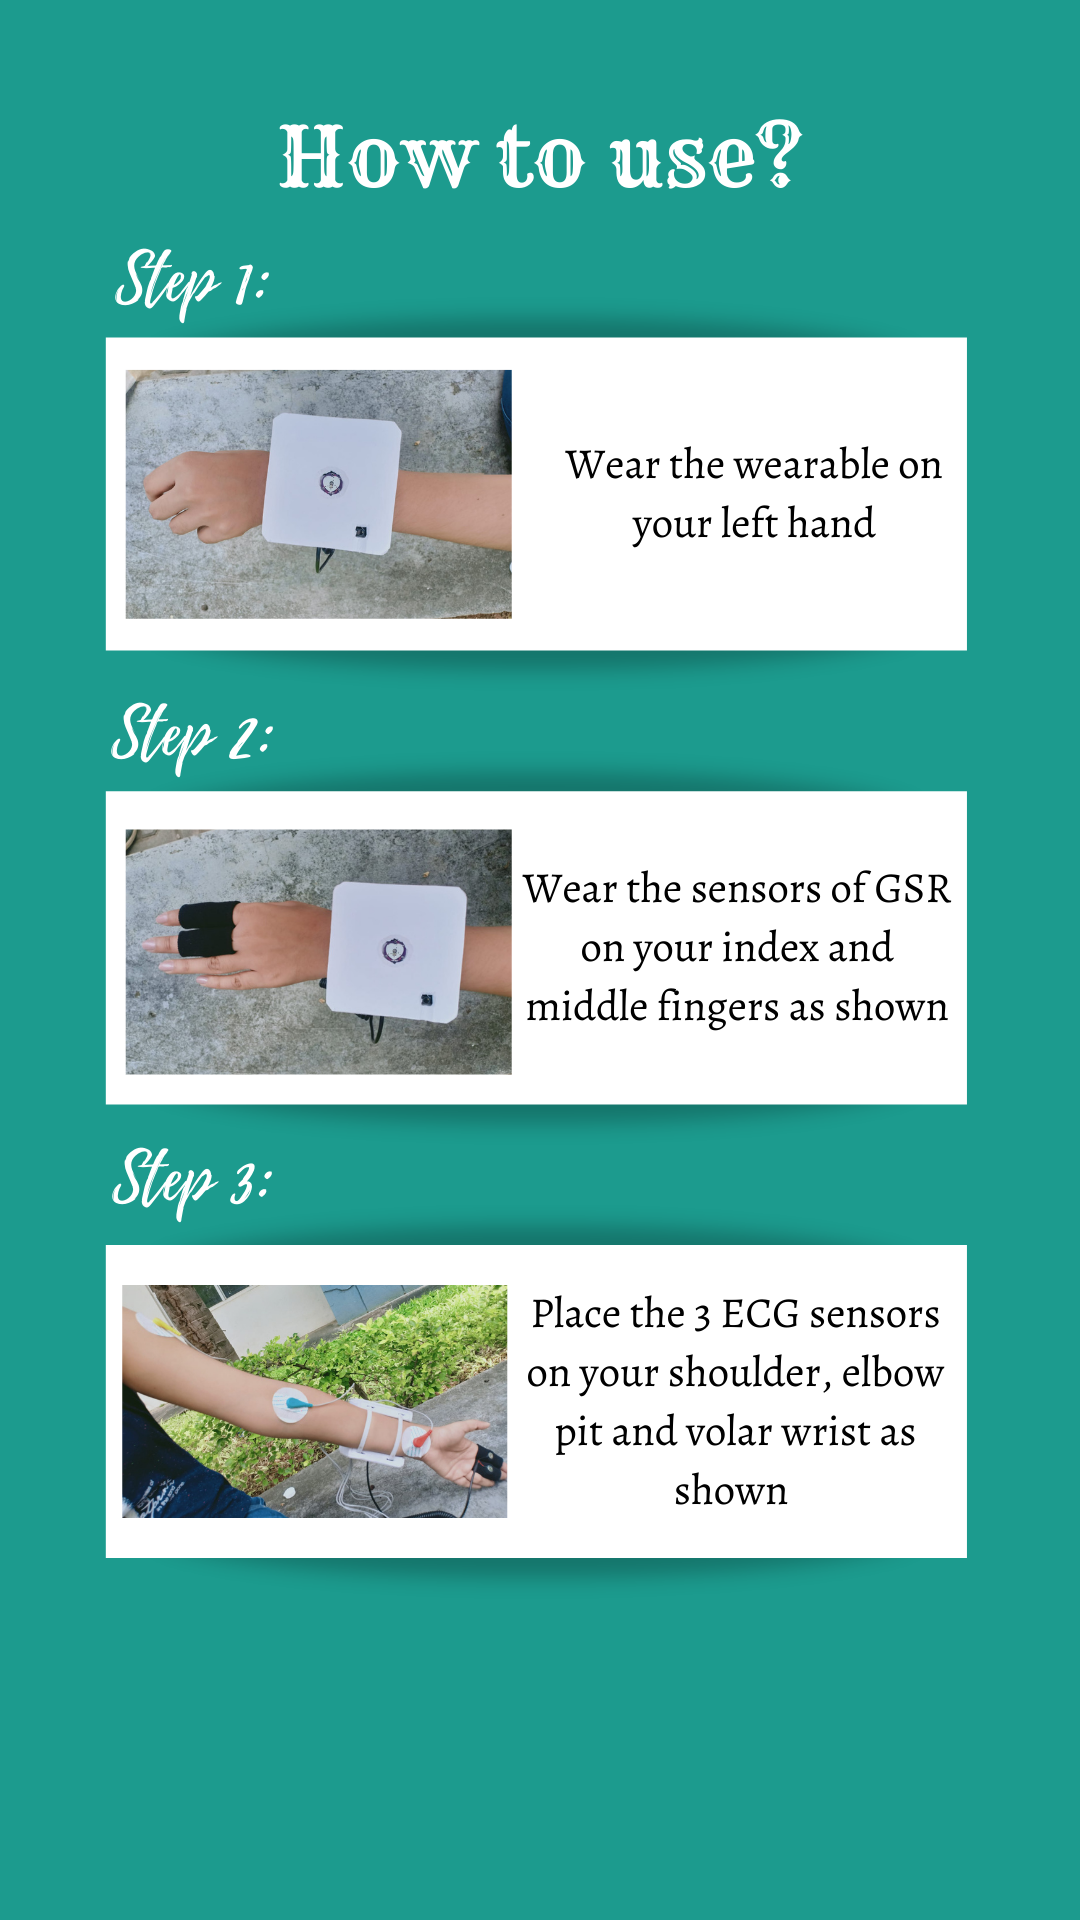 How to use?
Step 1:
Wear the wearable on
your left hand
Step 2:
Wear the sensors of GSR
on your index and
middle fingers as shown
Step 3:
Place the 3 ECG sensors
on your shoulder, elbow
pit and volar wrist as
shown